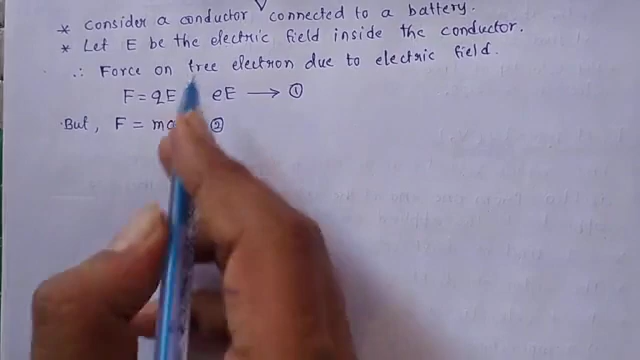 * Consider a conductor connected to a battery.
* Let E be the electric field inside the conductor.
∴ Force on free electron due to electric field.
F = qE eE → ①
But, F = ma ②